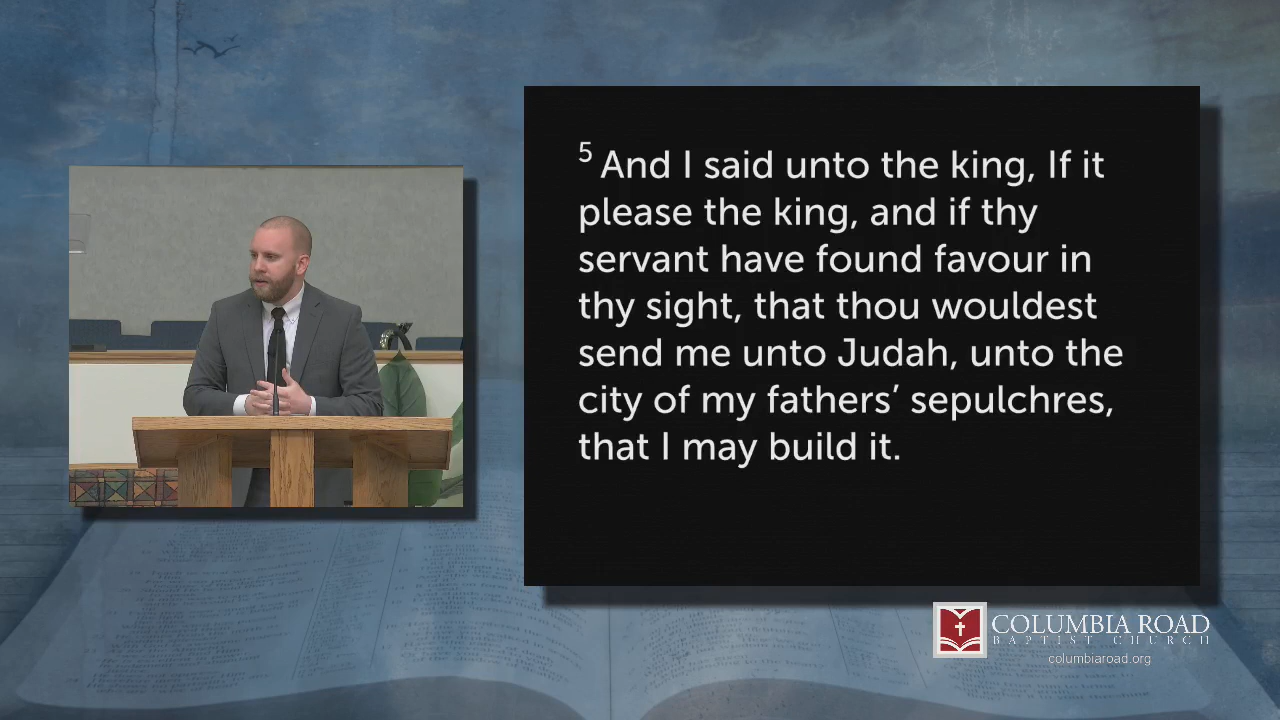 5 And I said unto the king, If it
please the king, and if thy
servant have found favour in
thy sight, that thou wouldest
send me unto Judah, unto the
city of my fathers’ sepulchres,
that I may build it.
COLUMBIA ROAD
BAPTIST CHURCH
columbiaroad.org